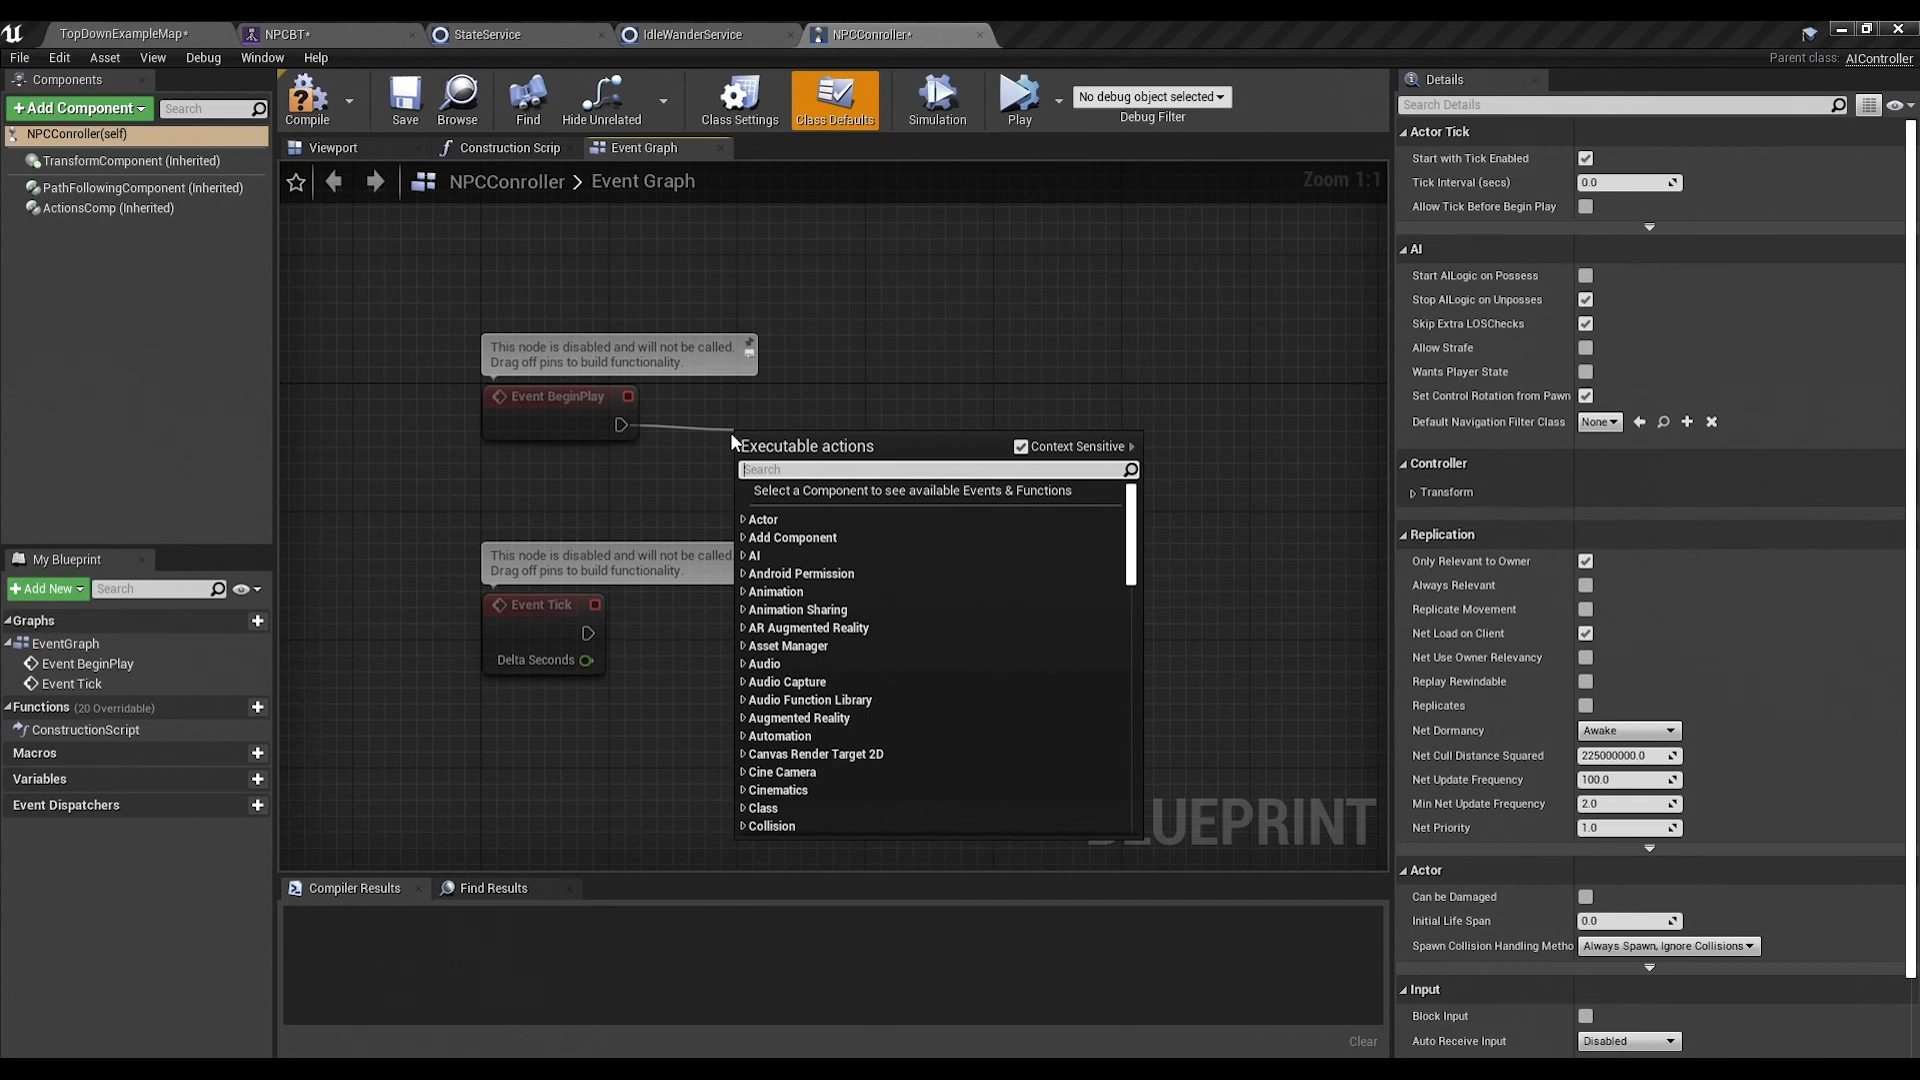 TopDownExampleMap*
NPCBT*
StateService
IdleWanderService
NPCConroller*
File Edit Asset View Debug Window Help
Parent class: AIController
Components
+Add Component
Search
NPCConroller(self)
TransformComponent (Inherited)
PathFollowingComponent (Inherited)
ActionsComp (Inherited)
My Blueprint
+Add New
Search
Graphs
EventGraph
Event BeginPlay
Event Tick
Functions (20 Overridable)
ConstructionScript
Macros
Variables
Event Dispatchers
Compile
Save
Browse
Find
Hide Unrelated
Class Settings
Class Defaults
Simulation
Play
No debug object selected
Debug Filter
Viewport
Construction Scrip
Event Graph
NPCConroller > Event Graph
Zoom 1:1
This node is disabled and will not be called.
Drag off pins to build functionality.
Event BeginPlay
This node is disabled and will not be called.
Drag off pins to build functionality.
Event Tick
Delta Seconds
Executable actions
Context Sensitive
Search
Select a Component to see available Events & Functions
Actor
Add Component
AI
Android Permission
Animation
Animation Sharing
AR Augmented Reality
Asset Manager
Audio
Audio Capture
Audio Function Library
Augmented Reality
Automation
Canvas Render Target 2D
Cine Camera
Cinematics
Class
Collision
BLUEPRINT
Compiler Results
Find Results
Clear
Details
Search Details
Actor Tick
Start with Tick Enabled
Tick Interval (secs) 0.0
Allow Tick Before Begin Play
AI
Start AILogic on Possess
Stop AILogic on Unposses
Skip Extra LOSChecks
Allow Strafe
Wants Player State
Set Control Rotation from Pawn
Default Navigation Filter Class None
Controller
Transform
Replication
Only Relevant to Owner
Always Relevant
Replicate Movement
Net Load on Client
Net Use Owner Relevancy
Replay Rewindable
Replicates
Net Dormancy Awake
Net Cull Distance Squared 225000000.0
Net Update Frequency 100.0
Min Net Update Frequency 2.0
Net Priority 1.0
Actor
Can be Damaged
Initial Life Span 0.0
Spawn Collision Handling Metho Always Spawn, Ignore Collisions
Input
Block Input
Auto Receive Input Disabled